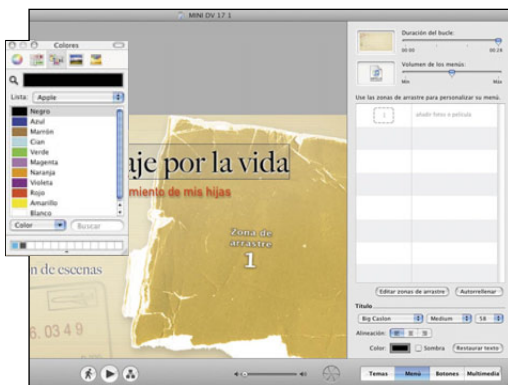 MINI DV 17 1
Colores
Lista: Apple
Negro
Azul
Marrón
Cian
Verde
Magenta
Naranja
Violeta
Rojo
Amarillo
Blanco
Color
Buscar
aje por la vida
miento de mis hijas
Zona de
arrastre
1
n de escenas
6. 03 4 9
Duración del bucle:
00:00
00:28
Volumen de los menús:
Mín
Máx
Use las zonas de arrastre para personalizar su menú.
1
añadir fotos o película
Editar zonas de arrastre
Autorrellenar
Título
Big Caslon
Medium
58
Alineación:
Color:
Sombra
Restaurar texto
Temas
Menú
Botones
Multimedia